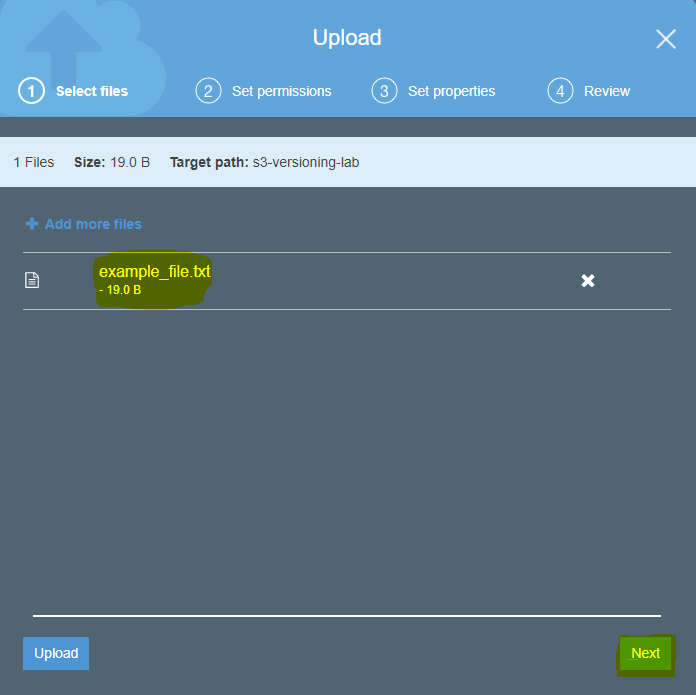 Upload
1 Select files 2 Set permissions 3 Set properties 4 Review
1 Files Size: 19.0 B Target path: s3-versioning-lab
Add more files
example_file.txt
- 19.0 B
Upload Next